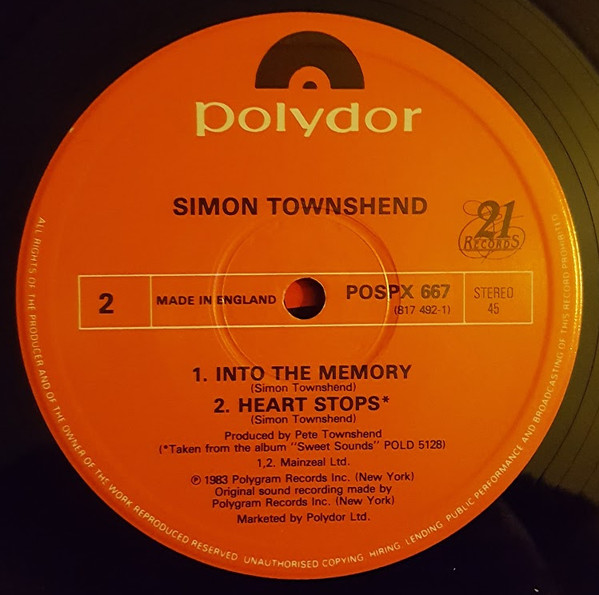 polydor
SIMON TOWNSHEND
21
RECORDS
2
MADE IN ENGLAND
POSPX 667
(817 492-1)
STEREO
45
1. INTO THE MEMORY
(Simon Townshend)
2. HEART STOPS*
(Simon Townshend)
Produced by Pete Townshend
(*Taken from the album "Sweet Sounds" POLD 5128)
1,2. Mainzeal Ltd.
℗ 1983 Polygram Records Inc. (New York)
Original sound recording made by
Polygram Records Inc. (New York)
Marketed by Polydor Ltd.
ALL RIGHTS OF THE PRODUCER AND OF THE OWNER OF THE WORK REPRODUCED RESERVED. UNAUTHORISED COPYING. HIRING. LENDING. PUBLIC PERFORMANCE AND BROADCASTING OF THIS RECORD PROHIBITED